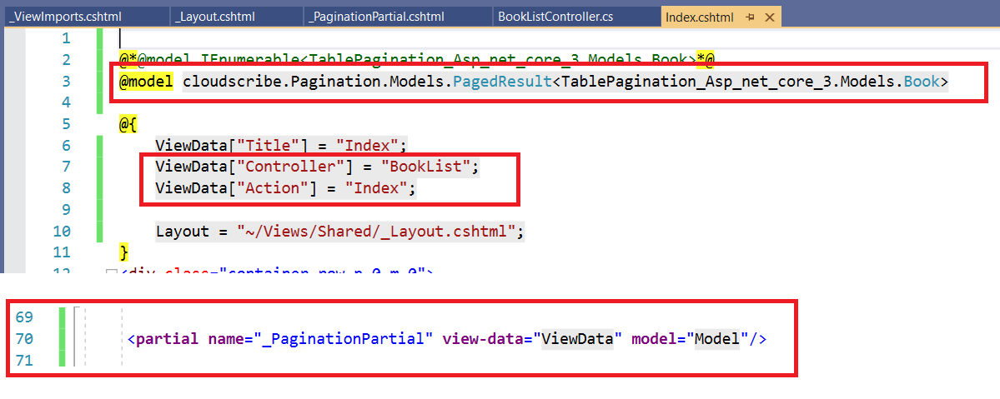 _ViewImports.cshtml _Layout.cshtml _PaginationPartial.cshtml BookListController.cs Index.cshtml
1
2 @*@model IEnumerable<TablePagination_Asp_net_core_3.Models.Book>*@
3 @model cloudscribe.Pagination.Models.PagedResult<TablePagination_Asp_net_core_3.Models.Book>
4
5 @{
6 ViewData["Title"] = "Index";
7 ViewData["Controller"] = "BookList";
8 ViewData["Action"] = "Index";
9
10 Layout = "~/Views/Shared/_Layout.cshtml";
11 }
12 <div class="container row p-0 m-0">
69
70 <partial name="_PaginationPartial" view-data="ViewData" model="Model"/>
71